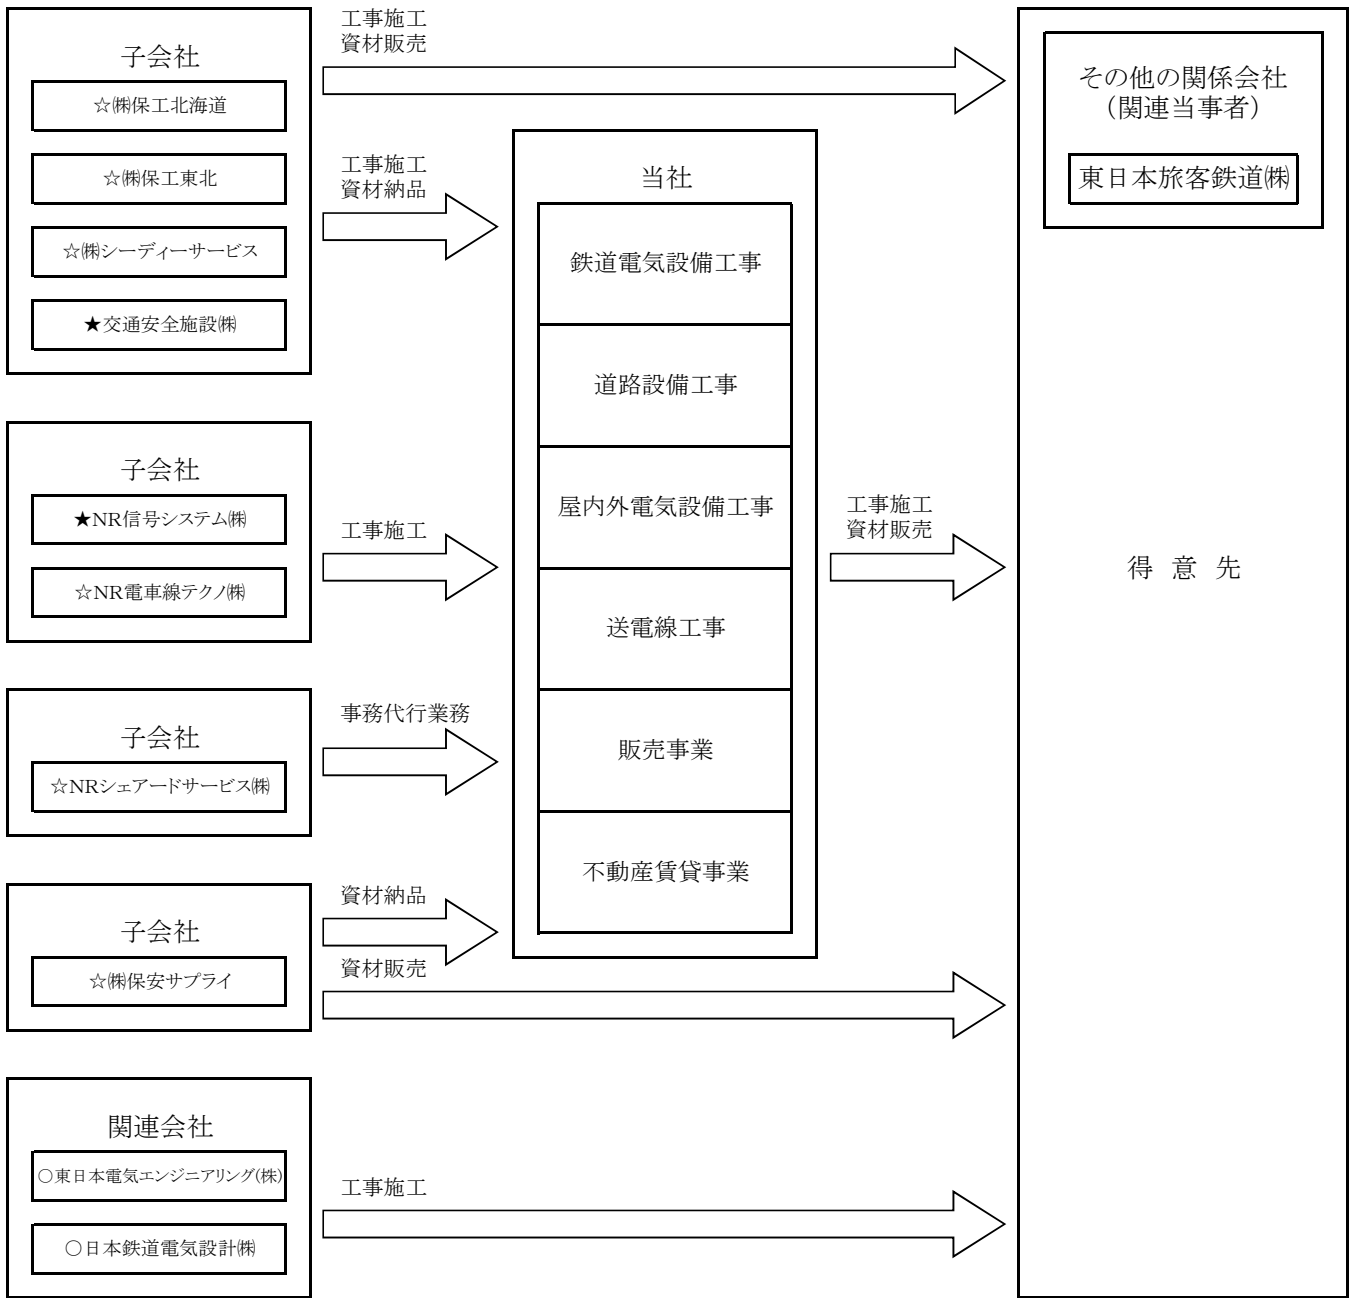 工事施工
資材販売
子会社
☆㈱保工北海道
☆㈱保工東北
☆㈱シーディーサービス
★交通安全施設㈱
工事施工
資材納品
子会社
★NR信号システム㈱
☆NR電車線テクノ㈱
工事施工
子会社
☆NRシェアードサービス㈱
事務代行業務
子会社
☆㈱保安サプライ
資材納品
資材販売
関連会社
○東日本電気エンジニアリング(株)
○日本鉄道電気設計㈱
工事施工
当社
鉄道電気設備工事
道路設備工事
屋内外電気設備工事
送電線工事
販売事業
不動産賃貸事業
工事施工
資材販売
その他の関係会社
（関連当事者）
東日本旅客鉄道㈱
得意先